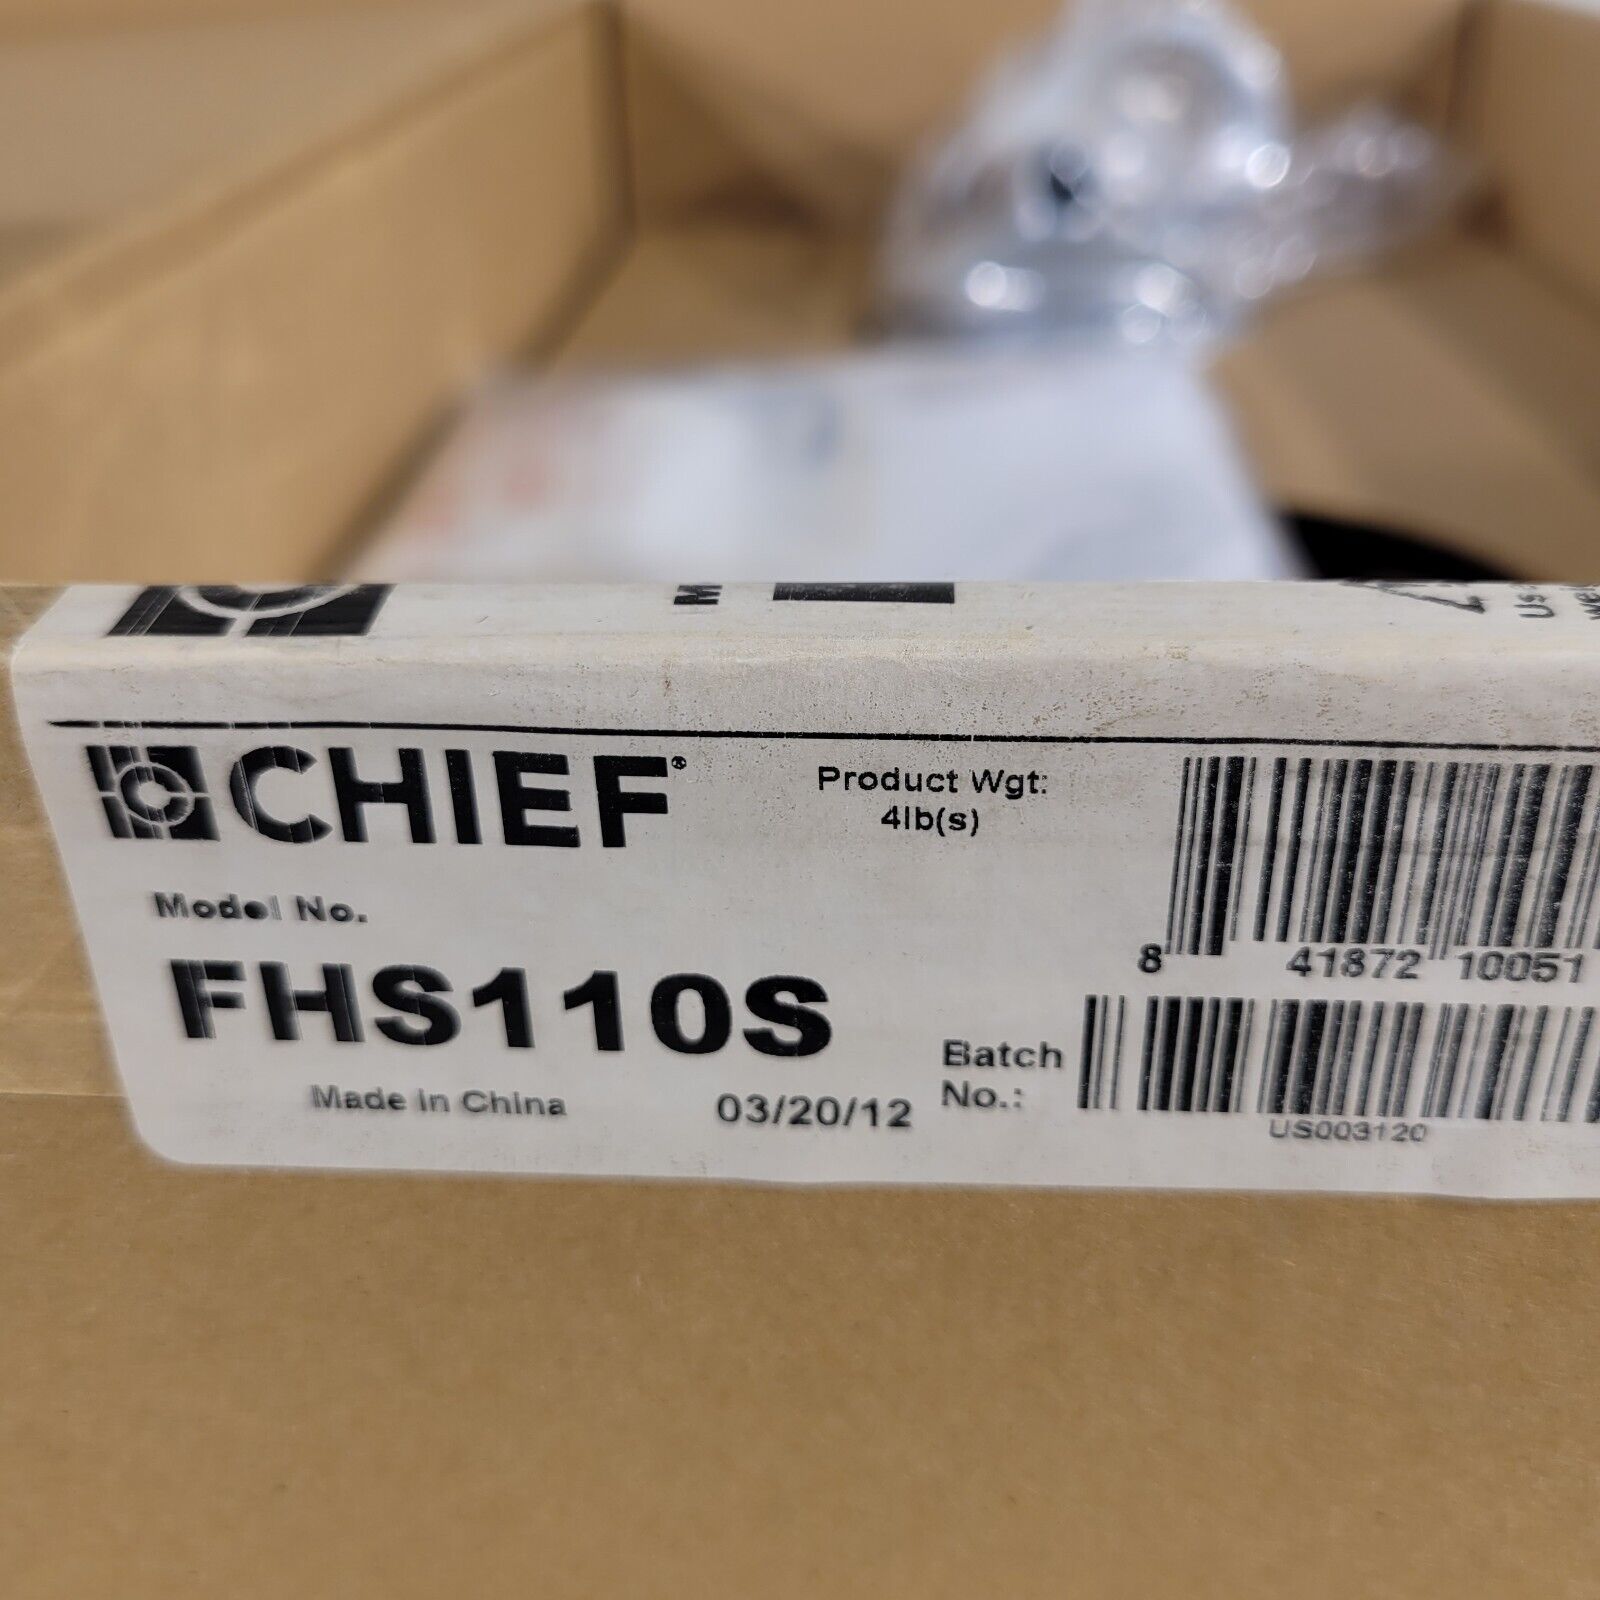 CHIEF®
Product Wgt:
4lb(s)
Model No.
FHS110S
8 41872 10051
Made in China
03/20/12
Batch
No.:
US003120